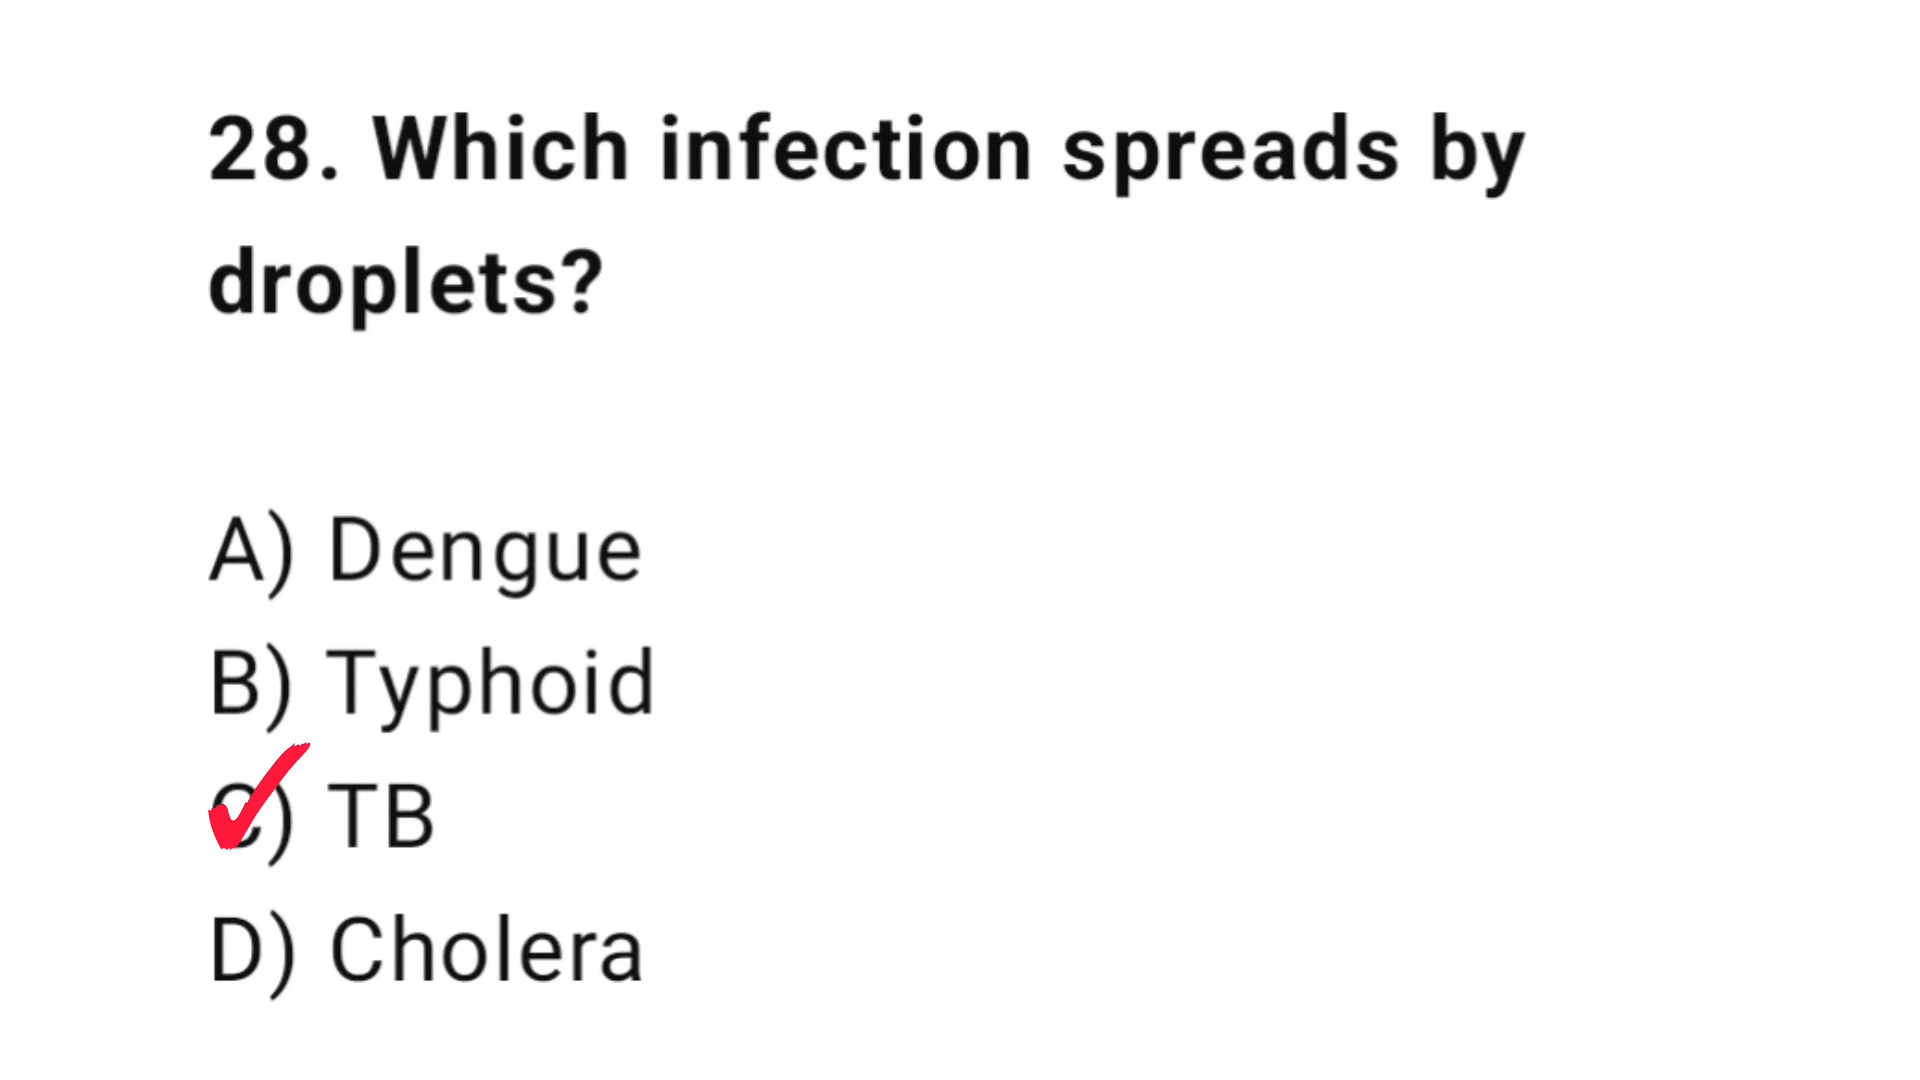 28. Which infection spreads by
droplets?
A) Dengue
B) Typhoid
C) TB
D) Cholera